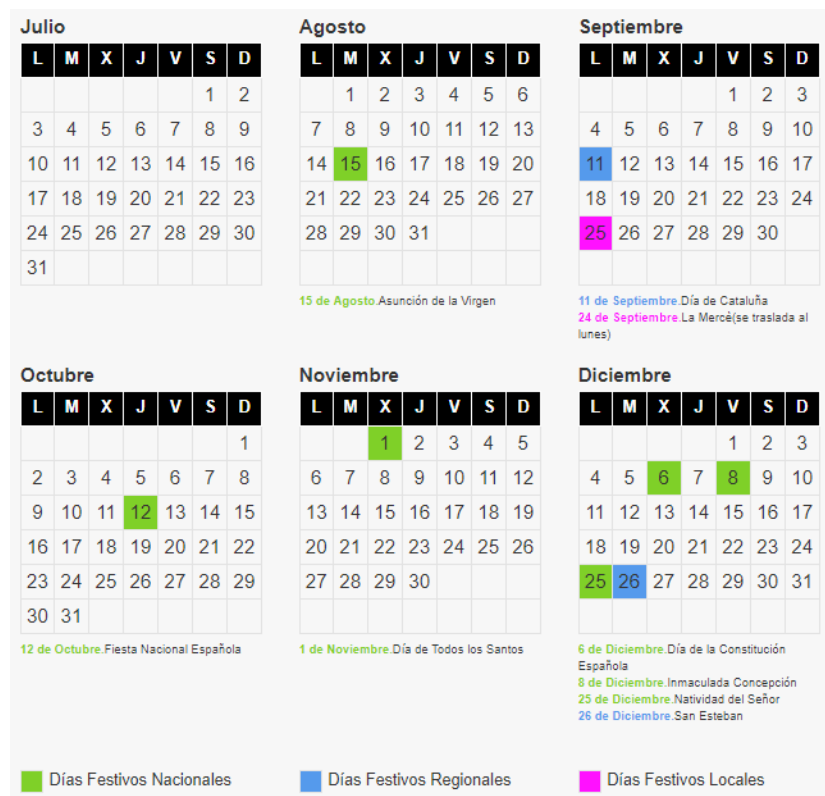 Julio
L M X J V S D
1 2
3 4 5 6 7 8 9
10 11 12 13 14 15 16
17 18 19 20 21 22 23
24 25 26 27 28 29 30
31
Agosto
L M X J V S D
1 2 3 4 5 6
7 8 9 10 11 12 13
14 15 16 17 18 19 20
21 22 23 24 25 26 27
28 29 30 31
15 de Agosto.Asunción de la Virgen
Septiembre
L M X J V S D
1 2 3
4 5 6 7 8 9 10
11 12 13 14 15 16 17
18 19 20 21 22 23 24
25 26 27 28 29 30
11 de Septiembre.Día de Cataluña
24 de Septiembre.La Mercè(se traslada al
lunes)
Octubre
L M X J V S D
1
2 3 4 5 6 7 8
9 10 11 12 13 14 15
16 17 18 19 20 21 22
23 24 25 26 27 28 29
30 31
12 de Octubre.Fiesta Nacional Española
Noviembre
L M X J V S D
1 2 3 4 5
6 7 8 9 10 11 12
13 14 15 16 17 18 19
20 21 22 23 24 25 26
27 28 29 30
1 de Noviembre.Día de Todos los Santos
Diciembre
L M X J V S D
1 2 3
4 5 6 7 8 9 10
11 12 13 14 15 16 17
18 19 20 21 22 23 24
25 26 27 28 29 30 31
6 de Diciembre.Día de la Constitución
Española
8 de Diciembre.Inmaculada Concepción
25 de Diciembre.Natividad del Señor
26 de Diciembre.San Esteban
Días Festivos Nacionales
Días Festivos Regionales
Días Festivos Locales